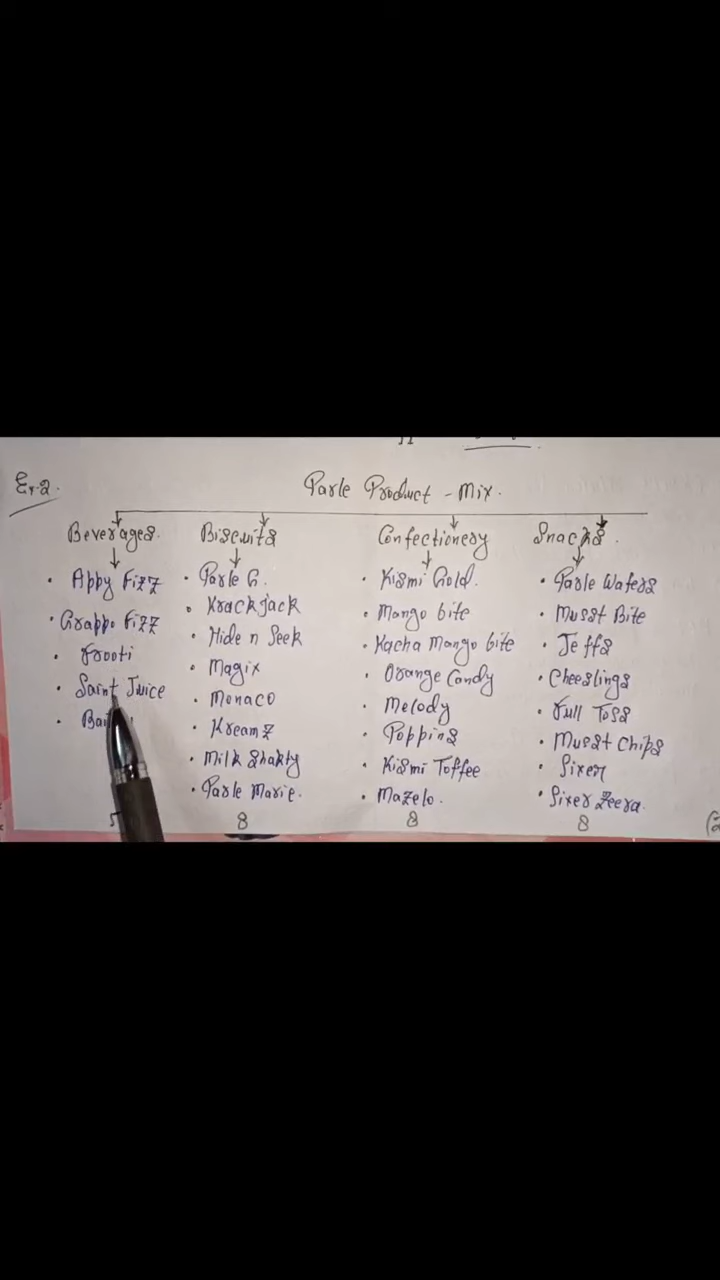 Ex-2.
Parle Product - Mix.
Beverages.
Appy Fizz
Grappo Fizz
Frooti
Saint Juice
5
Biscuits
Parle G.
Krackjack
Hide n Seek
Magix
Monaco
Kreamz
Milk Shakty
Parle Marie.
8
Confectionery
Kismi Gold.
Mango bite
Kacha Mango bite
Orange Candy
Melody
Poppins
Kismi Toffee
Mazelo.
8
Snacks.
Parle Wafers
Musst Bite
Jeffs
Cheeslings
Full Toss
Musst Chips
Sixer
Sixer Zeera.
8